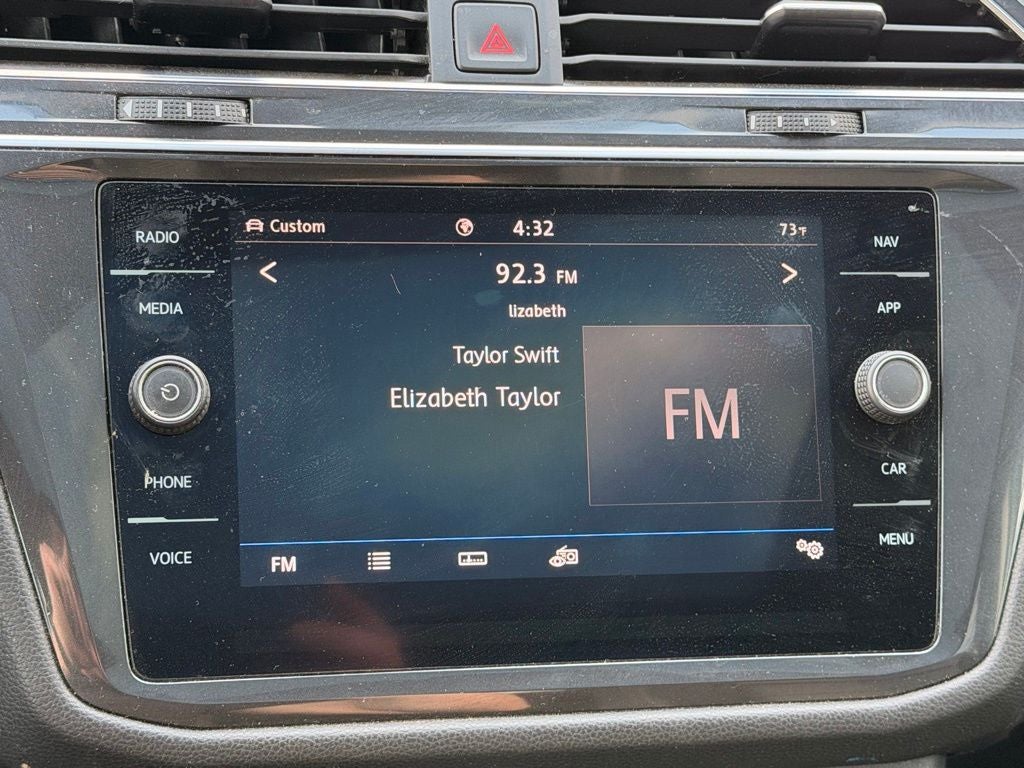 RADIO
MEDIA
PHONE
VOICE
Custom
4:32
73°F
92.3 FM
lizabeth
Taylor Swift
Elizabeth Taylor
FM
FM
NAV
APP
CAR
MENU